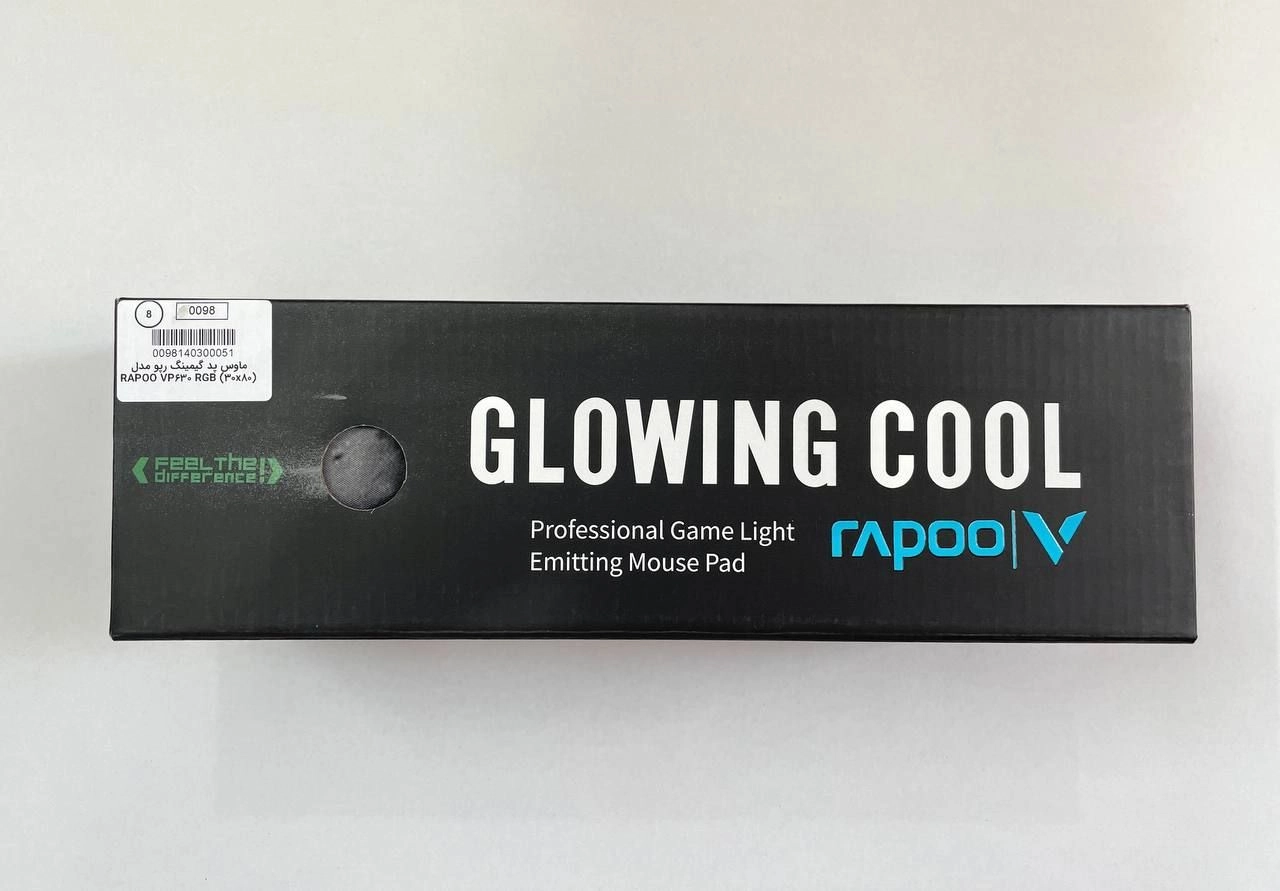 8
0098
0098140300051
ماوس پد گیمینگ رپو مدل
RAPOO VP۶۳۰ RGB (۳۰x۸۰)
FEEL THE
DIFFERENCE!
GLOWING COOL
Professional Game Light
Emitting Mouse Pad
rapoo | V